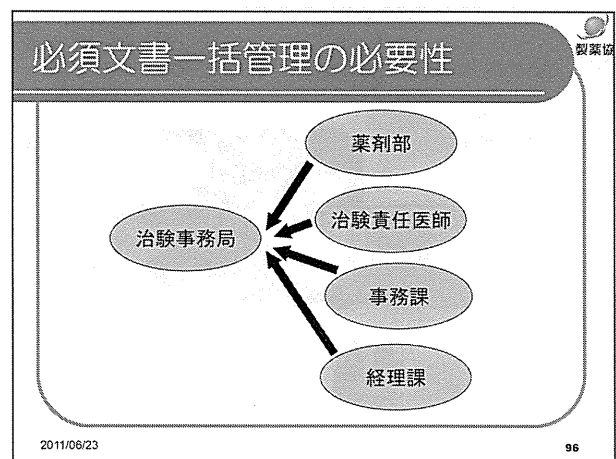 必須文書一括管理の必要性
製薬協
薬剤部
治験事務局
治験責任医師
事務課
経理課
2011/06/23
96